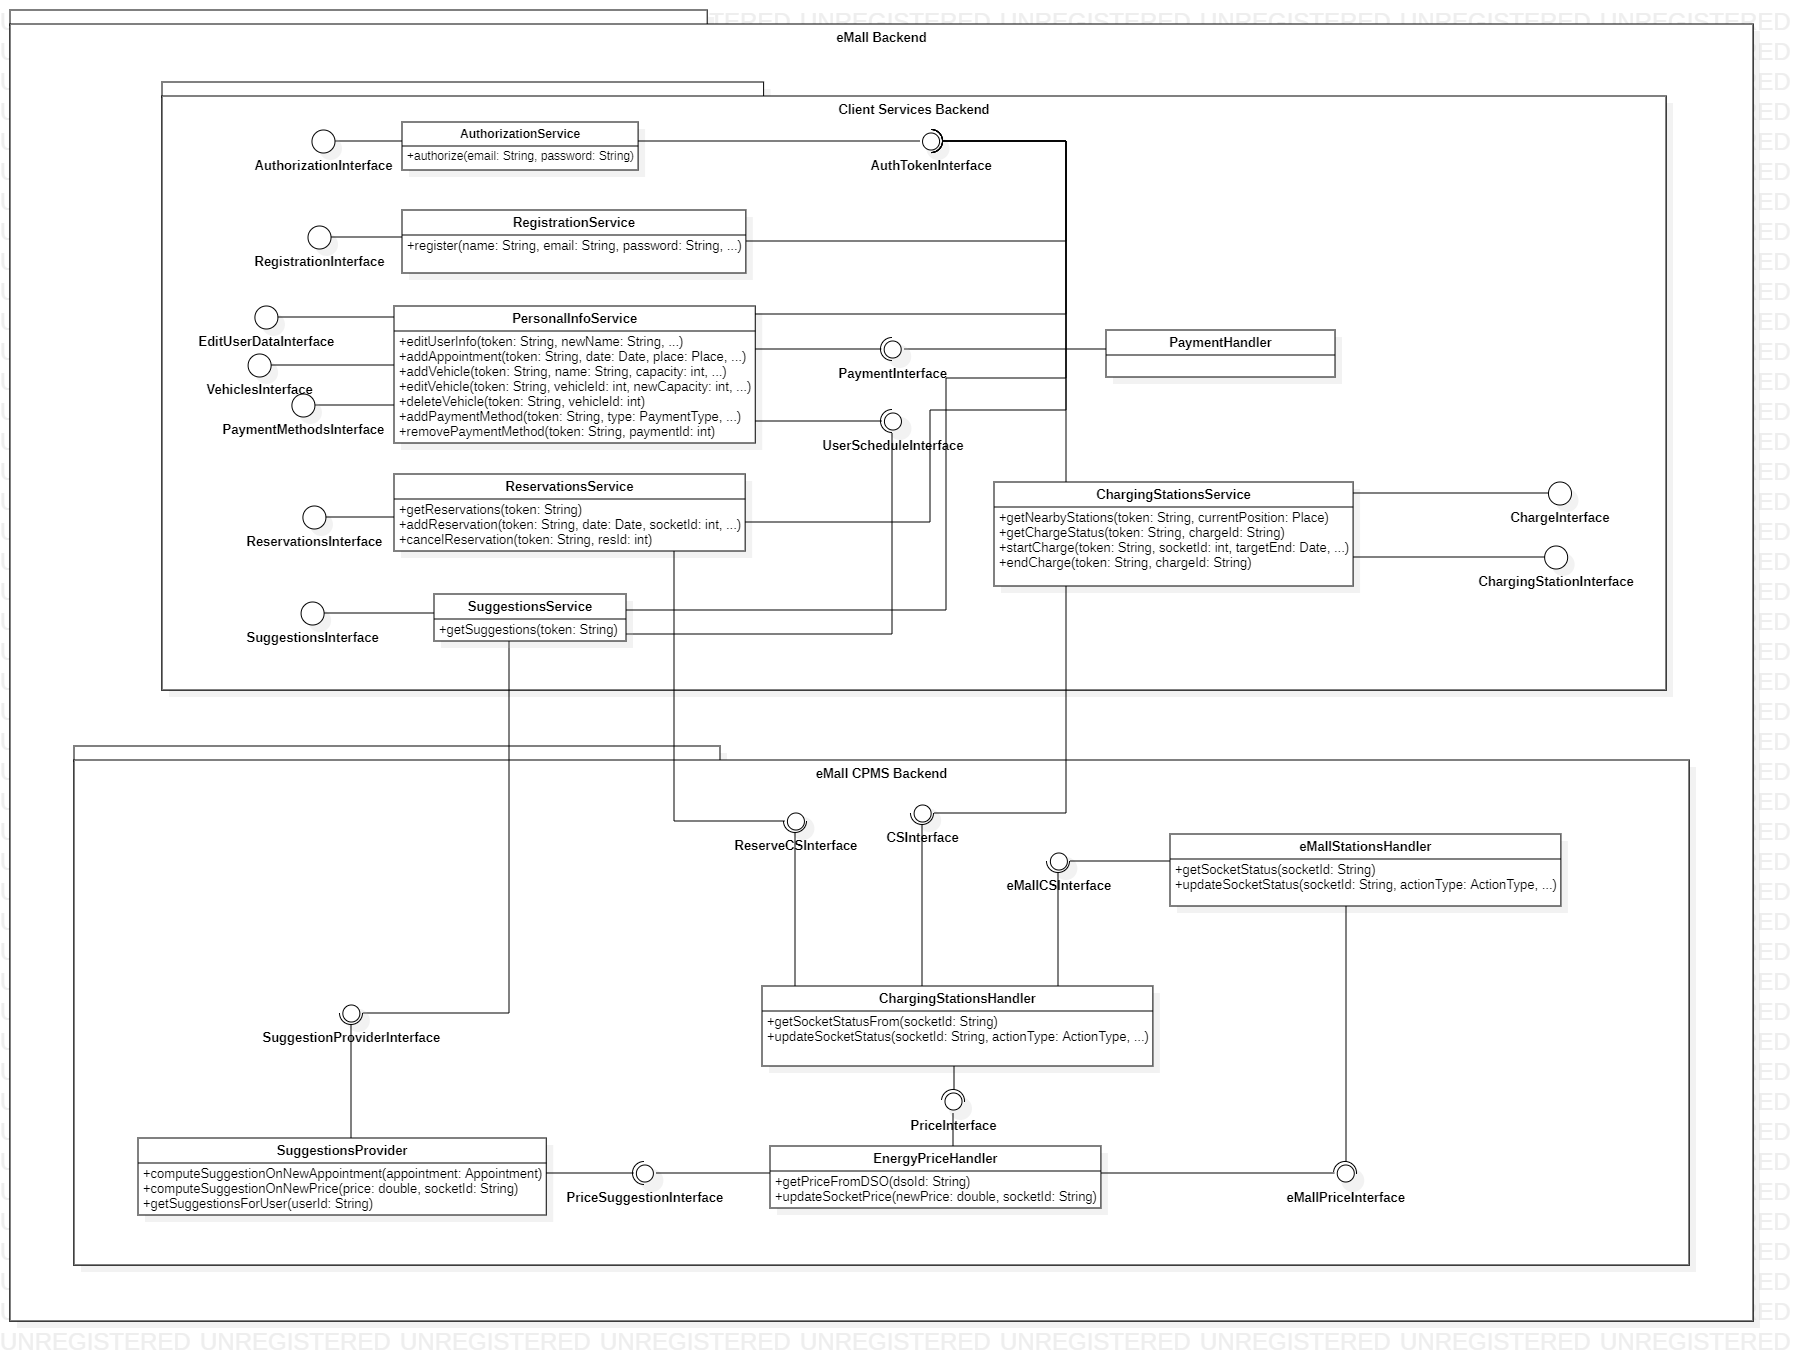 eMall Backend
Client Services Backend
AuthorizationInterface
AuthorizationService
+authorize(email: String, password: String)
AuthTokenInterface
RegistrationInterface
RegistrationService
+register(name: String, email: String, password: String, ...)
EditUserDataInterface
VehiclesInterface
PaymentMethodsInterface
PersonalInfoService
+editUserInfo(token: String, newName: String, ...)
+addAppointment(token: String, date: Date, place: Place, ...)
+addVehicle(token: String, name: String, capacity: int, ...)
+editVehicle(token: String, vehicleId: int, newCapacity: int, ...)
+deleteVehicle(token: String, vehicleId: int)
+addPaymentMethod(token: String, type: PaymentType, ...)
+removePaymentMethod(token: String, paymentId: int)
PaymentInterface
PaymentHandler
UserScheduleInterface
ReservationsInterface
ReservationsService
+getReservations(token: String)
+addReservation(token: String, date: Date, socketId: int, ...)
+cancelReservation(token: String, resId: int)
ChargingStationsService
+getNearbyStations(token: String, currentPosition: Place)
+getChargeStatus(token: String, chargeId: String)
+startCharge(token: String, socketId: int, targetEnd: Date, ...)
+endCharge(token: String, chargeId: String)
ChargeInterface
ChargingStationInterface
SuggestionsInterface
SuggestionsService
+getSuggestions(token: String)
eMall CPMS Backend
ReserveCSInterface
CSInterface
eMallCSInterface
eMallStationsHandler
+getSocketStatus(socketId: String)
+updateSocketStatus(socketId: String, actionType: ActionType, ...)
SuggestionProviderInterface
ChargingStationsHandler
+getSocketStatusFrom(socketId: String)
+updateSocketStatus(socketId: String, actionType: ActionType, ...)
PriceInterface
SuggestionsProvider
+computeSuggestionOnNewAppointment(appointment: Appointment)
+computeSuggestionOnNewPrice(price: double, socketId: String)
+getSuggestionsForUser(userId: String)
PriceSuggestionInterface
EnergyPriceHandler
+getPriceFromDSO(dsoId: String)
+updateSocketPrice(newPrice: double, socketId: String)
eMallPriceInterface
UNREGISTERED UNREGISTERED UNREGISTERED UNREGISTERED UNREGISTERED UNREGISTERED UNREGISTERED UNREGISTERED UNREGISTERED